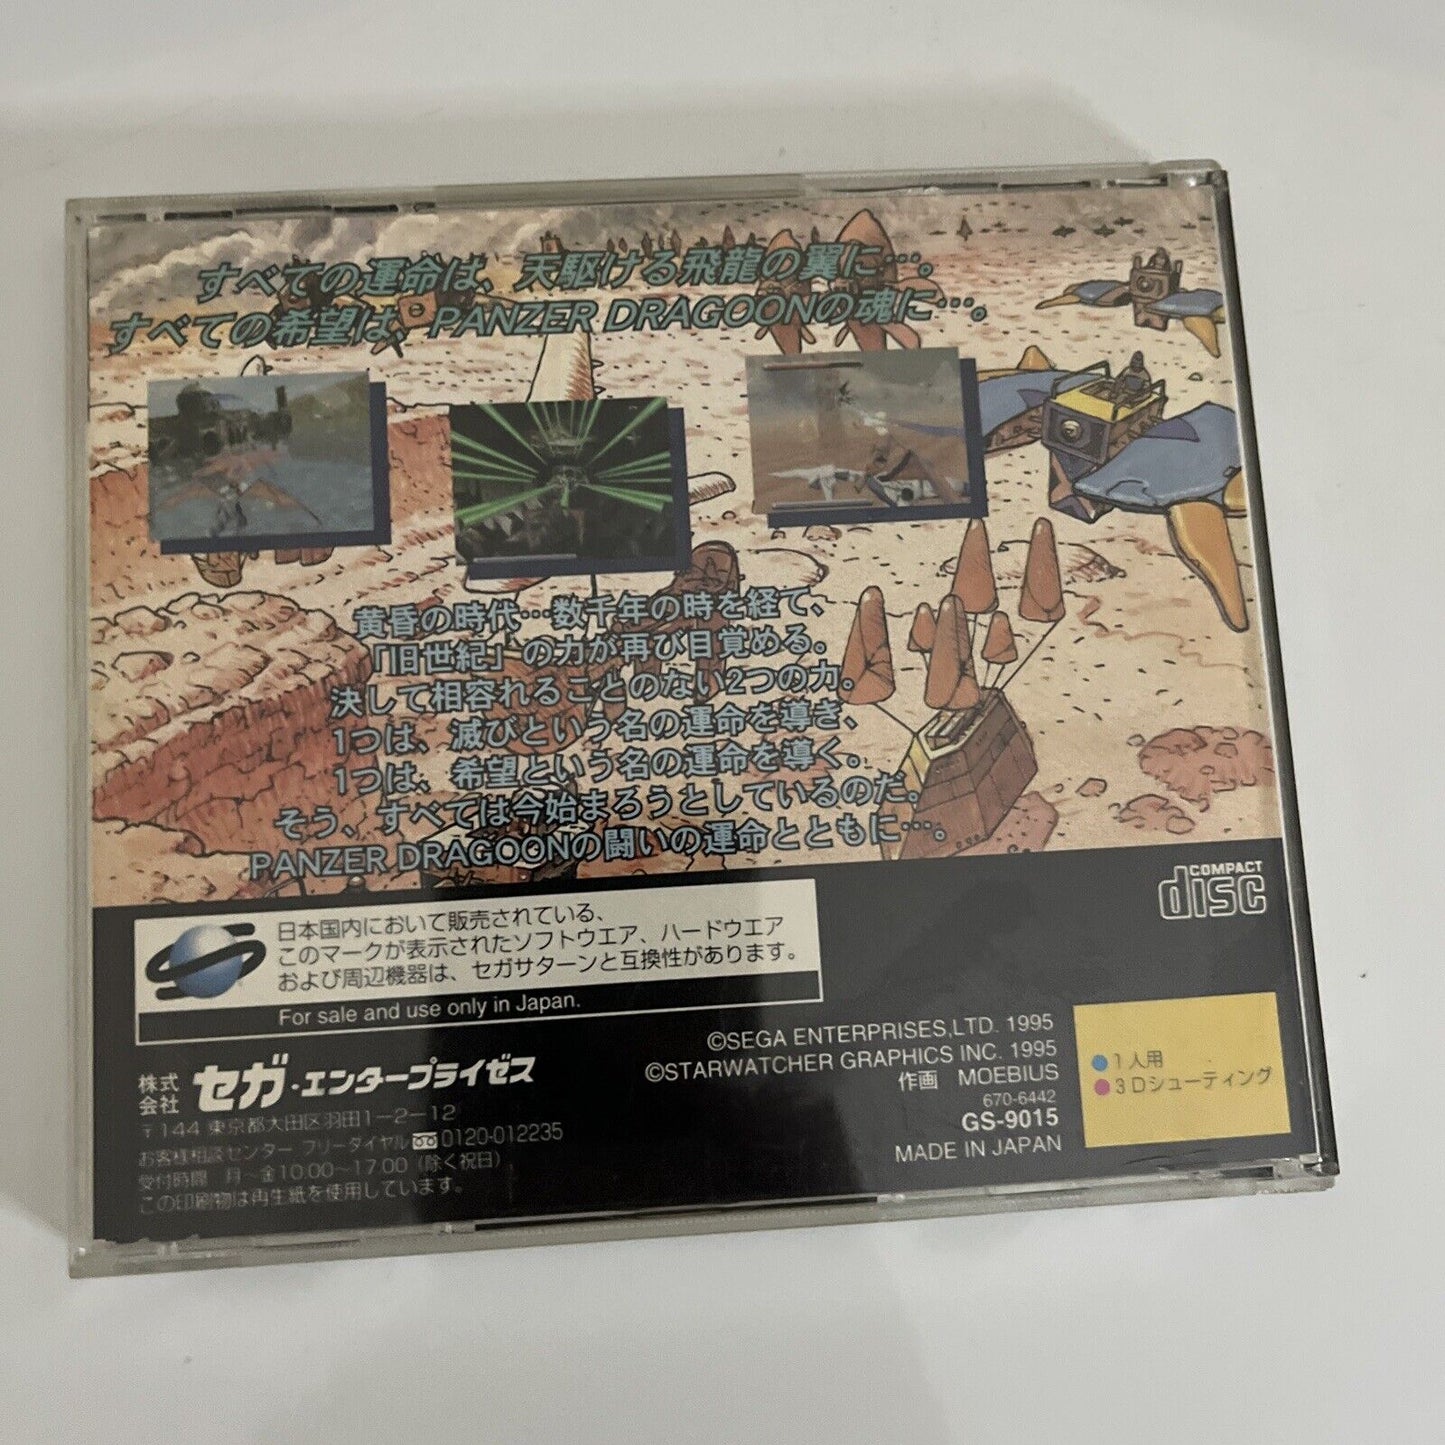 すべての運命は、天駆ける飛龍の翼に…。
すべての希望は、PANZER DRAGOONの魂に…。
黄昏の時代…数千年の時を経て、
「旧世紀」の力が再び目覚める。
決して相容れることのない2つの力。
1つは、滅びという名の運命を導き、
1つは、希望という名の運命を導く。
そう、すべては今始まろうとしているのだ。
PANZER DRAGOONの闘いの運命とともに…。
COMPACT
disc
日本国内において販売されている、
このマークが表示されたソフトウエア、ハードウエア
および周辺機器は、セガサターンと互換性があります。
For sale and use only in Japan.
株式会社 セガ・エンタープライゼス
〒144 東京都大田区羽田1-2-12
お客様相談センター フリーダイヤル 0120-012235
受付時間 月〜金10:00〜17:00 (除く祝日)
この印刷物は再生紙を使用しています。
©SEGA ENTERPRISES,LTD. 1995
©STARWATCHER GRAPHICS INC. 1995
作画 MOEBIUS
670-6442
GS-9015
MADE IN JAPAN
●1人用
●3Dシューティング